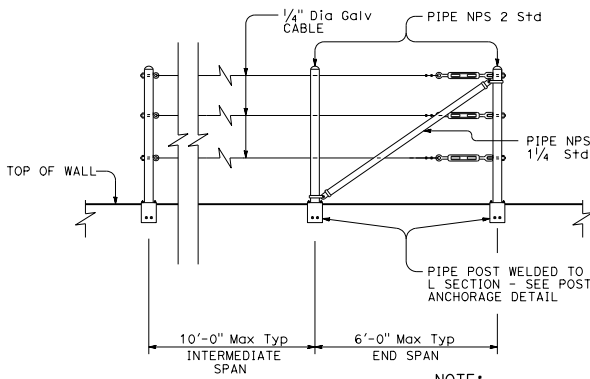 1/4" Dia Galv
CABLE
PIPE NPS 2 Std
PIPE NPS
1 1/4 Std
TOP OF WALL
PIPE POST WELDED TO
L SECTION - SEE POST
ANCHORAGE DETAIL
10'-0" Max Typ
INTERMEDIATE
SPAN
6'-0" Max Typ
END SPAN
NOTE: